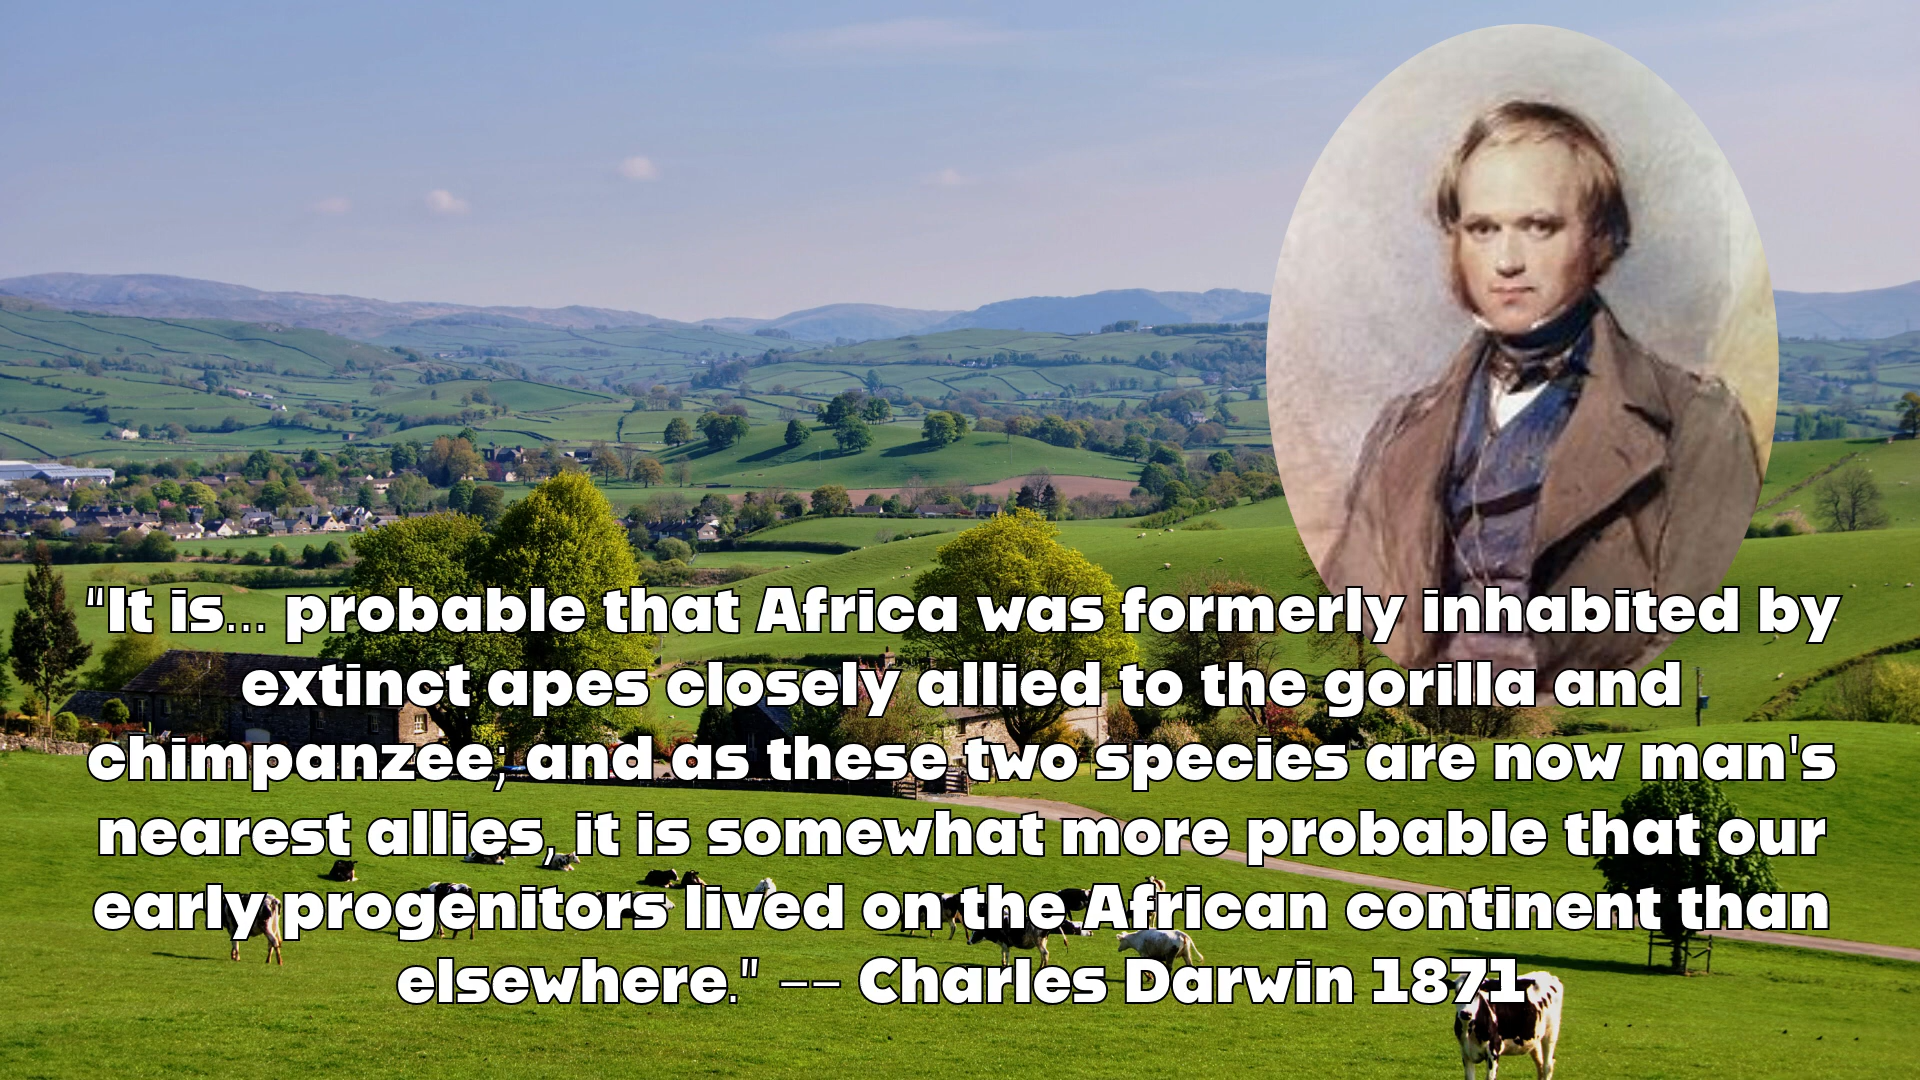 "It is... probable that Africa was formerly inhabited by
extinct apes closely allied to the gorilla and
chimpanzee; and as these two species are now man's
nearest allies, it is somewhat more probable that our
early progenitors lived on the African continent than
elsewhere." -- Charles Darwin 1871